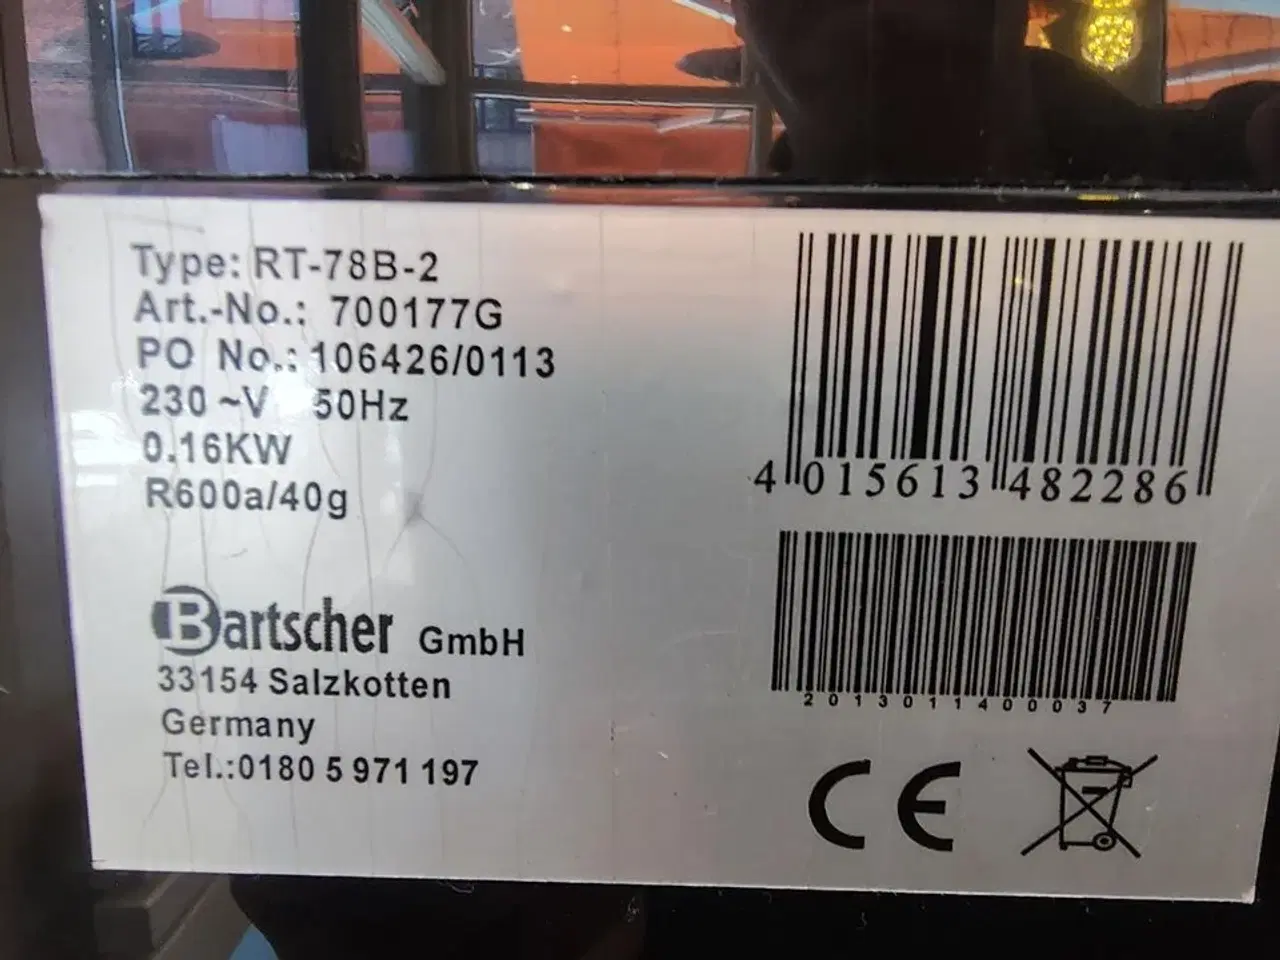 Type: RT-78B-2
Art.-No.: 700177G
PO No.: 106426/0113
230 ~V 50Hz
0.16KW
R600a/40g
Bartscher GmbH
33154 Salzkotten
Germany
Tel.:0180 5 971 197
4 015613 482286
2013011400037
CE